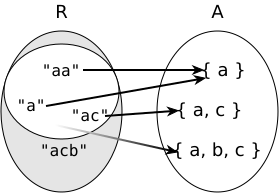 R A
"aa" { a }
"a"
"ac" { a, c }
"acb" { a, b, c }